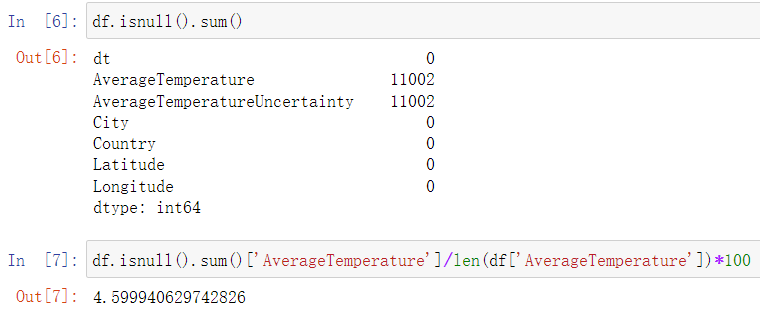 In [6]: df.isnull().sum()
Out[6]: dt 0
AverageTemperature 11002
AverageTemperatureUncertainty 11002
City 0
Country 0
Latitude 0
Longitude 0
dtype: int64
In [7]: df.isnull().sum()['AverageTemperature']/len(df['AverageTemperature'])*100
Out[7]: 4.599940629742826